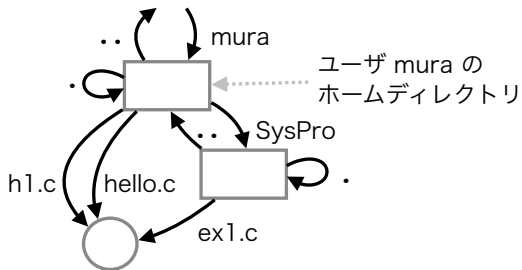 ..
mura
ユーザ mura の
ホームディレクトリ
.
..
SysPro
h1.c
hello.c
.
ex1.c